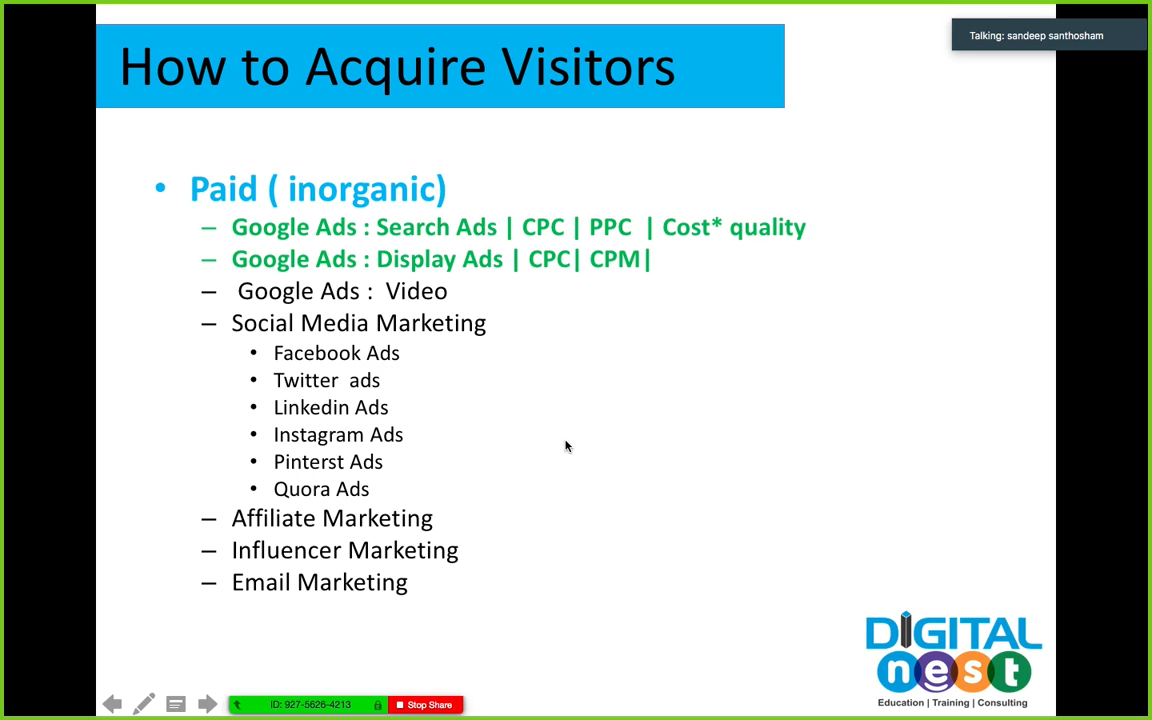 Talking: sandeep santhosham
How to Acquire Visitors
• Paid ( inorganic)
– Google Ads : Search Ads | CPC | PPC | Cost* quality
– Google Ads : Display Ads | CPC| CPM|
– Google Ads : Video
– Social Media Marketing
• Facebook Ads
• Twitter ads
• Linkedin Ads
• Instagram Ads
• Pinterst Ads
• Quora Ads
– Affiliate Marketing
– Influencer Marketing
– Email Marketing
DIGITAL
nest
Education | Training | Consulting
ID: 927-5626-4213 Stop Share